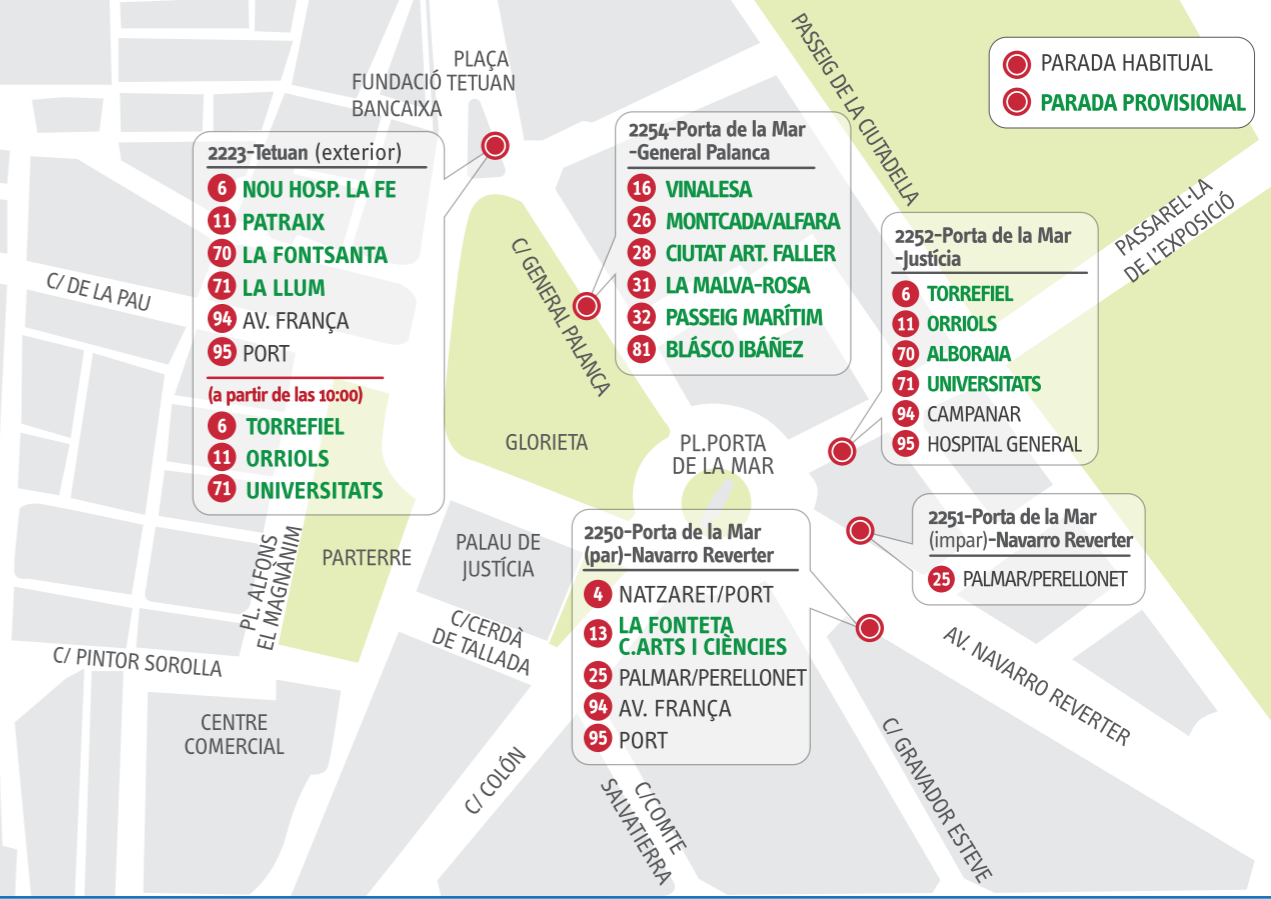 PLAÇA
TETUAN
FUNDACIÓ
BANCAIXA
PASSEIG DE LA CIUTADELLA
PARADA HABITUAL
PARADA PROVISIONAL
2223-Tetuan (exterior)
6 NOU HOSP. LA FE
11 PATRAIX
70 LA FONTSANTA
71 LA LLUM
94 AV. FRANÇA
95 PORT
(a partir de las 10:00)
6 TORREFIEL
11 ORRIOLS
71 UNIVERSITATS
2254-Porta de la Mar
-General Palanca
16 VINALESA
26 MONTCADA/ALFARA
28 CIUTAT ART. FALLER
31 LA MALVA-ROSA
32 PASSEIG MARÍTIM
81 BLÁSCO IBÁÑEZ
2252-Porta de la Mar
-Justícia
6 TORREFIEL
11 ORRIOLS
70 ALBORAIA
71 UNIVERSITATS
94 CAMPANAR
95 HOSPITAL GENERAL
PASSAREL·LA
DE L'EXPOSICIÓ
C/ DE LA PAU
C/ GENERAL PALANCA
GLORIETA
PL.PORTA
DE LA MAR
2250-Porta de la Mar
(par)-Navarro Reverter
4 NATZARET/PORT
13 LA FONTETA
C.ARTS I CIÈNCIES
25 PALMAR/PERELLONET
94 AV. FRANÇA
95 PORT
2251-Porta de la Mar
(impar)-Navarro Reverter
25 PALMAR/PERELLONET
PL. ALFONS
EL MAGNÀNIM
PARTERRE
PALAU DE
JUSTÍCIA
C/CERDÀ
DE TALLADA
C/ PINTOR SOROLLA
CENTRE
COMERCIAL
C/ COLÓN
C/COMTE
SALVATIERRA
C/ GRAVADOR ESTEVE
AV. NAVARRO REVERTER